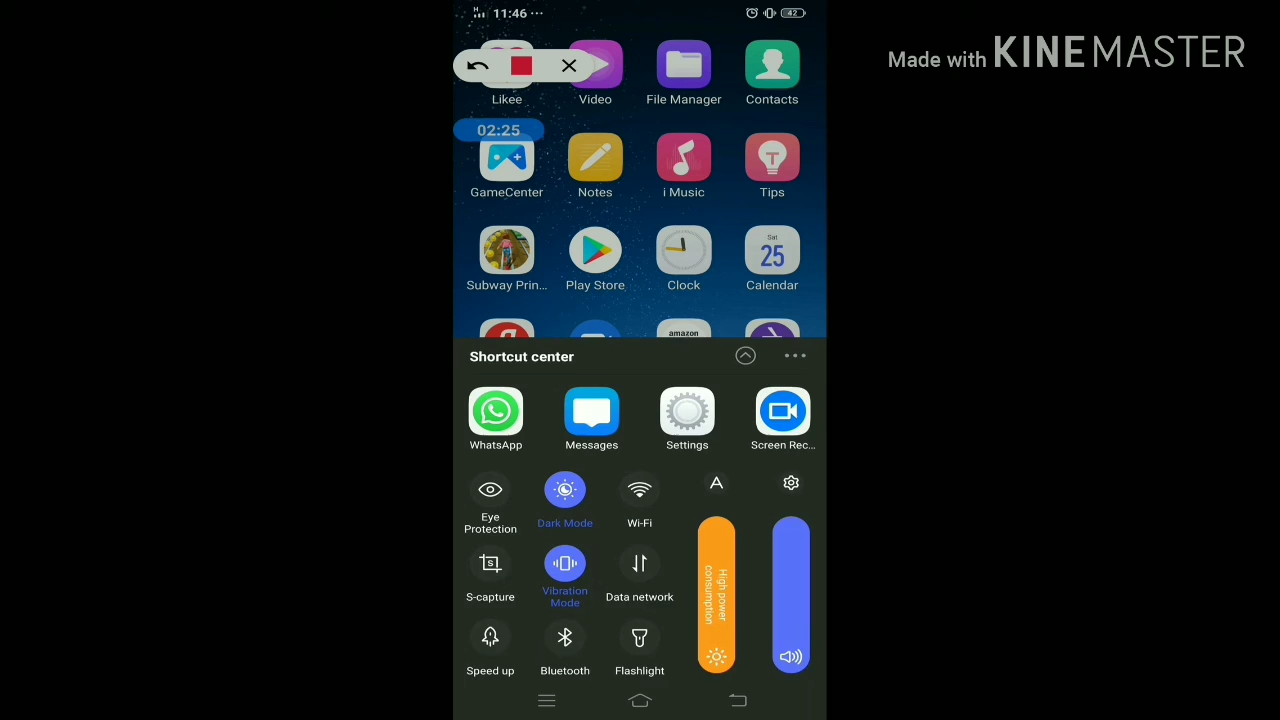 H
11:46 ···
42
Made with KINEMASTER
Likee
Video
File Manager
Contacts
02:25
GameCenter
Notes
i Music
Tips
Sat
25
Subway Prin...
Play Store
Clock
Calendar
amazon
Shortcut center
WhatsApp
Messages
Settings
Screen Rec...
A
Eye
Protection
Dark Mode
Wi-Fi
High power
consumption
S
S-capture
Vibration
Mode
Data network
Speed up
Bluetooth
Flashlight